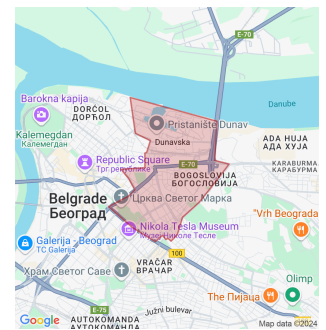 E-70
Danube
Barokna kapija
DORĆOL
ДОРЋОЛ
Pristanište Dunav
Kalemegdan
Калемегдан
Dunavska
ADA HUJA
АДА ХУЈА
Republic Square
Трг републике
E-70
KARABURMA
КАРАБУРМА
BOGOSLOVIJA
БОГОСЛОВИЈА
Belgrade
Београд
Црква Светог Марка
"Vrh Beograda
Nikola Tesla Museum
Музеј Николе Тесле
Galerija - Beograd
TC Galerija
100
VRAČAR
ВРАЧАР
Храм Светог Саве
Olimp
The Пијаца
E-75
Južni bulevar
AUTOKOMANDA
АУТОКОМАНДА
Google
Map data ©2024